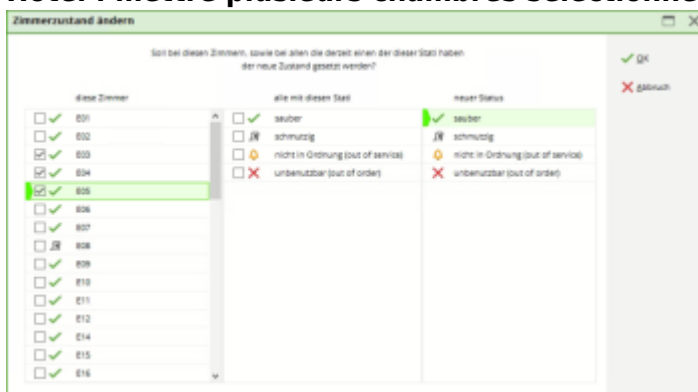 Zimmerzustand ändern
Soll bei diesen Zimmern, sowie bei allen die derzeit einen der dieser Stati haben
der neue Zustand gesetzt werden?
OK
Abbruch
diese Zimmer alle mit diesen Stati neuer Status
E01 sauber sauber
E02 schmutzig schmutzig
E03 nicht in Ordnung (out of service) nicht in Ordnung (out of service)
E04 unbenutzbar (out of order) unbenutzbar (out of order)
E05
E06
E07
E08
E09
E10
E11
E12
E14
E15
E16